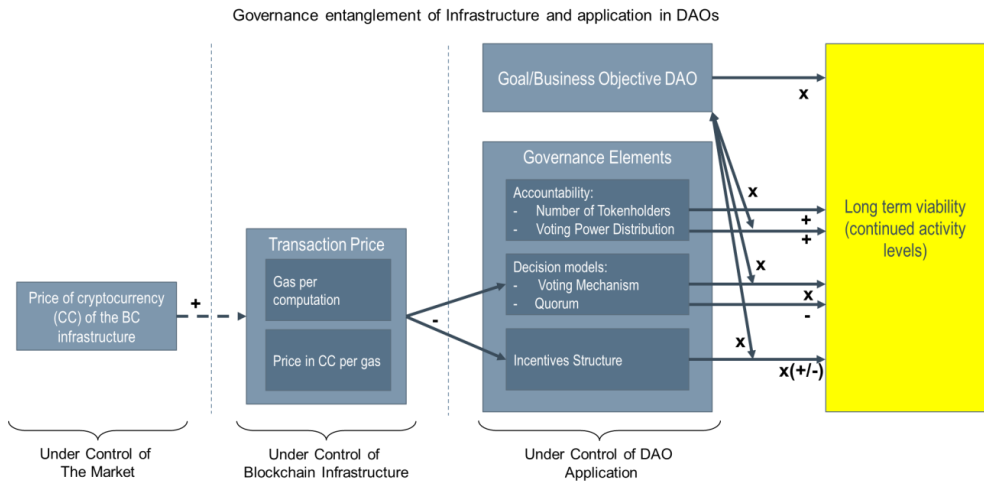 Governance entanglement of Infrastructure and application in DAOs
Goal/Business Objective DAO
x
Governance Elements
Accountability:
- Number of Tokenholders
- Voting Power Distribution
x
+
+
Decision models:
- Voting Mechanism
- Quorum
x
x
-
Incentives Structure
x
x(+/-)
Long term viability
(continued activity
levels)
Transaction Price
Gas per
computation
Price in CC per gas
-
Price of cryptocurrency
(CC) of the BC
infrastructure
+
Under Control of
The Market
Under Control of
Blockchain Infrastructure
Under Control of DAO
Application